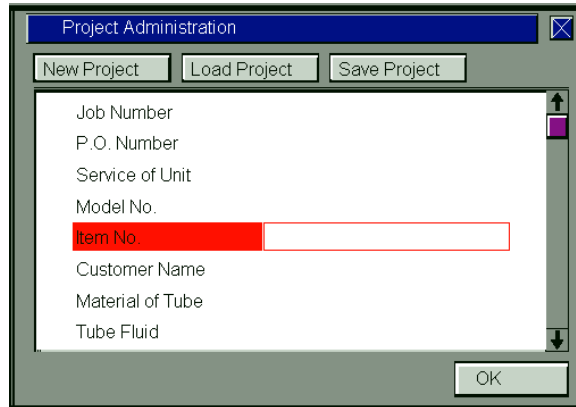 Project Administration
New Project Load Project Save Project
Job Number
P.O. Number
Service of Unit
Model No.
Item No.
Customer Name
Material of Tube
Tube Fluid
OK